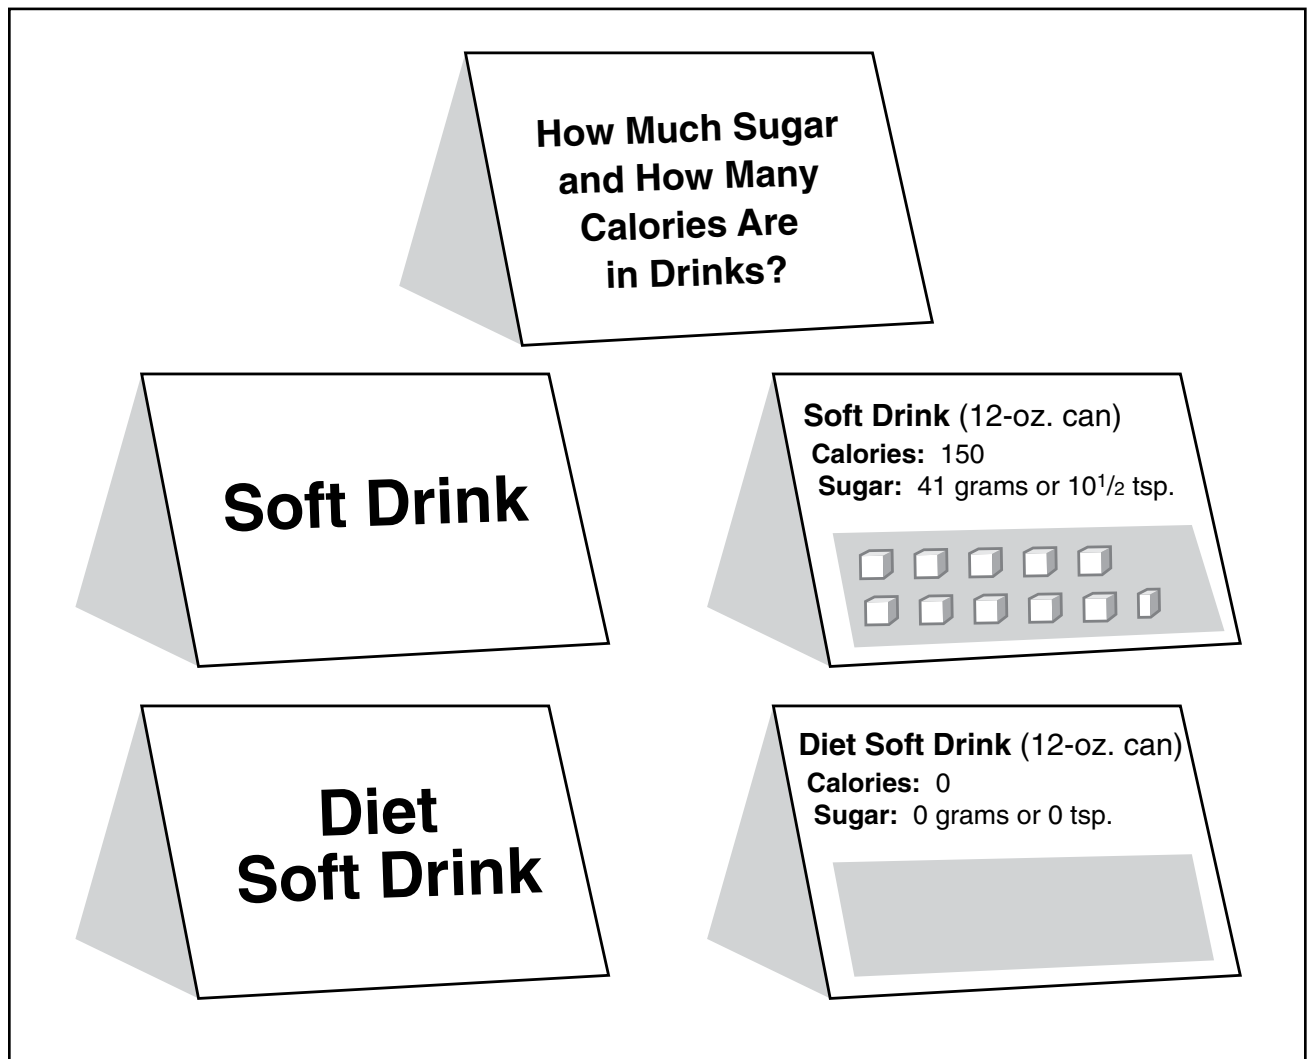 How Much Sugar
and How Many
Calories Are
in Drinks?
Soft Drink
Soft Drink (12-oz. can)
Calories: 150
Sugar: 41 grams or 10 1/2 tsp.
Diet
Soft Drink
Diet Soft Drink (12-oz. can)
Calories: 0
Sugar: 0 grams or 0 tsp.